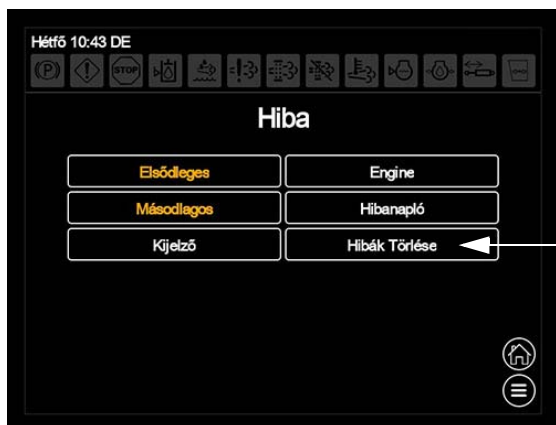 Hétfő 10:43 DE
STOP
Hiba
Elsődleges Engine
Másodlagos Hibanapló
Kijelző Hibák Törlése